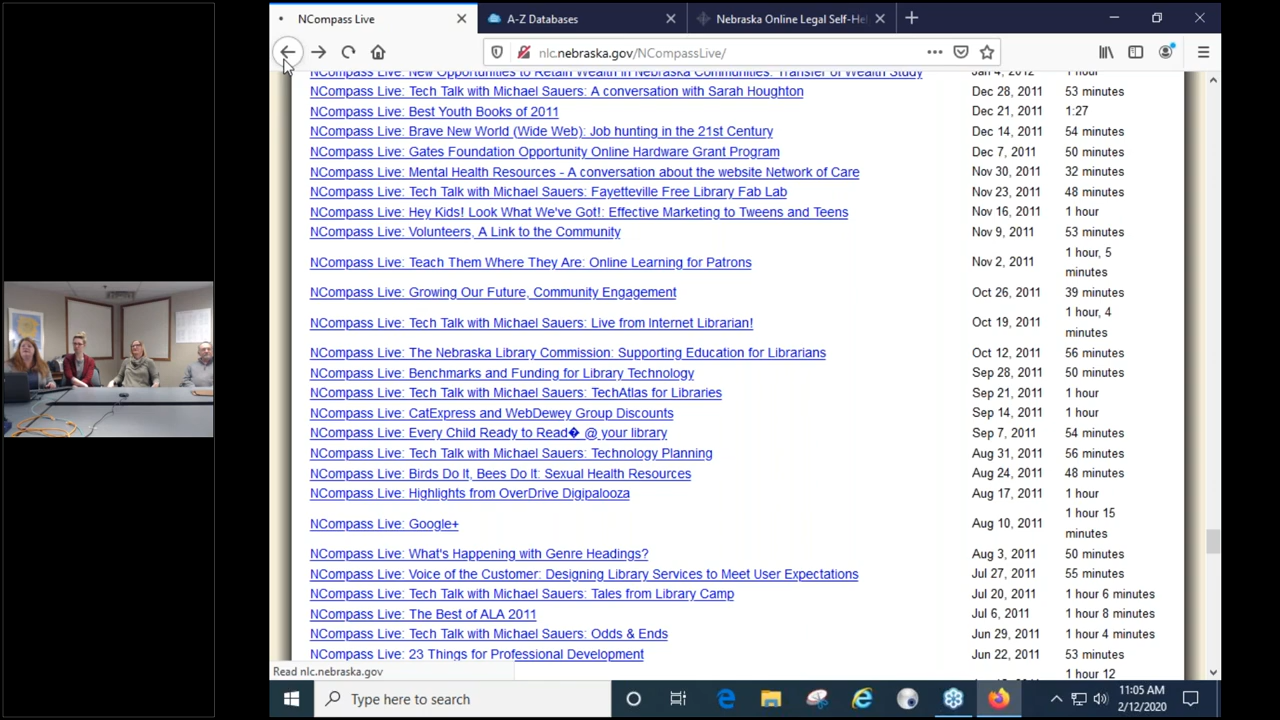 NCompass Live
A-Z Databases
Nebraska Online Legal Self-Hel
nlc.nebraska.gov/NCompassLive/
NCompass Live: New Opportunities to Retain Wealth in Nebraska Communities: Transfer of Wealth Study Jan 4, 2012 1 hour
NCompass Live: Tech Talk with Michael Sauers: A conversation with Sarah Houghton Dec 28, 2011 53 minutes
NCompass Live: Best Youth Books of 2011 Dec 21, 2011 1:27
NCompass Live: Brave New World (Wide Web): Job hunting in the 21st Century Dec 14, 2011 54 minutes
NCompass Live: Gates Foundation Opportunity Online Hardware Grant Program Dec 7, 2011 50 minutes
NCompass Live: Mental Health Resources - A conversation about the website Network of Care Nov 30, 2011 32 minutes
NCompass Live: Tech Talk with Michael Sauers: Fayetteville Free Library Fab Lab Nov 23, 2011 48 minutes
NCompass Live: Hey Kids! Look What We've Got!: Effective Marketing to Tweens and Teens Nov 16, 2011 1 hour
NCompass Live: Volunteers, A Link to the Community Nov 9, 2011 53 minutes
NCompass Live: Teach Them Where They Are: Online Learning for Patrons Nov 2, 2011 1 hour, 5
minutes
NCompass Live: Growing Our Future, Community Engagement Oct 26, 2011 39 minutes
NCompass Live: Tech Talk with Michael Sauers: Live from Internet Librarian! Oct 19, 2011 1 hour, 4
minutes
NCompass Live: The Nebraska Library Commission: Supporting Education for Librarians Oct 12, 2011 56 minutes
NCompass Live: Benchmarks and Funding for Library Technology Sep 28, 2011 50 minutes
NCompass Live: Tech Talk with Michael Sauers: TechAtlas for Libraries Sep 21, 2011 1 hour
NCompass Live: CatExpress and WebDewey Group Discounts Sep 14, 2011 1 hour
NCompass Live: Every Child Ready to Read� @ your library Sep 7, 2011 54 minutes
NCompass Live: Tech Talk with Michael Sauers: Technology Planning Aug 31, 2011 56 minutes
NCompass Live: Birds Do It, Bees Do It: Sexual Health Resources Aug 24, 2011 48 minutes
NCompass Live: Highlights from OverDrive Digipalooza Aug 17, 2011 1 hour
NCompass Live: Google+ Aug 10, 2011 1 hour 15
minutes
NCompass Live: What's Happening with Genre Headings? Aug 3, 2011 50 minutes
NCompass Live: Voice of the Customer: Designing Library Services to Meet User Expectations Jul 27, 2011 55 minutes
NCompass Live: Tech Talk with Michael Sauers: Tales from Library Camp Jul 20, 2011 1 hour 6 minutes
NCompass Live: The Best of ALA 2011 Jul 6, 2011 1 hour 8 minutes
NCompass Live: Tech Talk with Michael Sauers: Odds & Ends Jun 29, 2011 1 hour 4 minutes
NCompass Live: 23 Things for Professional Development Jun 22, 2011 53 minutes
1 hour 12
Read nlc.nebraska.gov
Type here to search
11:05 AM
2/12/2020